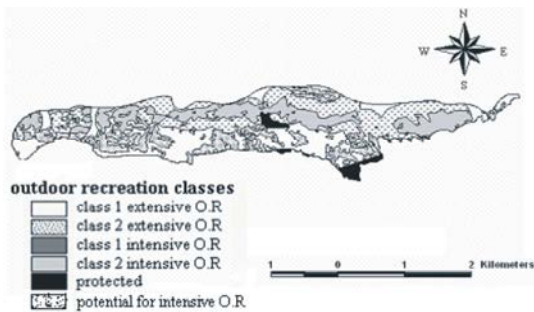 N
W E
S
outdoor recreation classes
class 1 extensive O.R
class 2 extensive O.R
class 1 intensive O.R
class 2 intensive O.R
protected
potential for intensive O.R
1 0 1 2 Kilometers